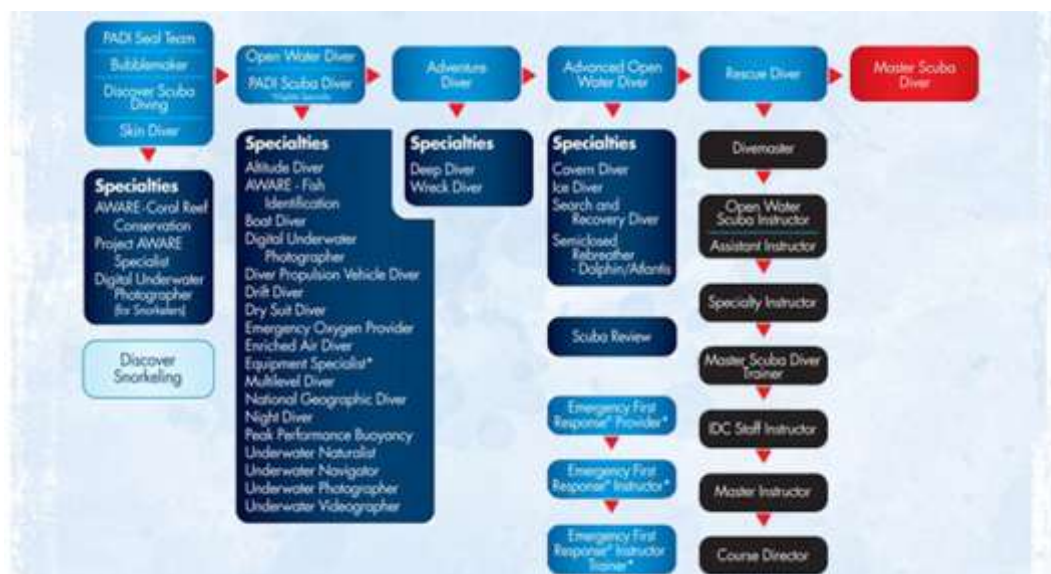 PADI Seal Team
Bubblemaker
Discover Scuba
Diving
Skin Diver
Specialties
AWARE-Coral Reef
Conservation
Project AWARE
Specialist
Digital Underwater
Photographer
(for Snorkelers)
Discover
Snorkeling
Open Water Diver
PADI Scuba Diver
Specialties
Altitude Diver
AWARE - Fish
Identification
Boat Diver
Digital Underwater
Photographer
Diver Propulsion Vehicle Diver
Drift Diver
Dry Suit Diver
Emergency Oxygen Provider
Enriched Air Diver
Equipment Specialist*
Multilevel Diver
National Geographic Diver
Night Diver
Peak Performance Buoyancy
Underwater Naturalist
Underwater Navigator
Underwater Photographer
Underwater Videographer
Adventure
Diver
Specialties
Deep Diver
Wreck Diver
Advanced Open
Water Diver
Specialties
Cavern Diver
Ice Diver
Search and
Recovery Diver
Semiclosed
Rebreather
- Dolphin/Atlantis
Scuba Review
Emergency First
Response® Provider*
Emergency First
Response® Instructor*
Emergency First
Response® Instructor
Trainer*
Rescue Diver
Divemaster
Open Water
Scuba Instructor
Assistant Instructor
Specialty Instructor
Master Scuba Diver
Trainer
IDC Staff Instructor
Master Instructor
Course Director
Master Scuba
Diver